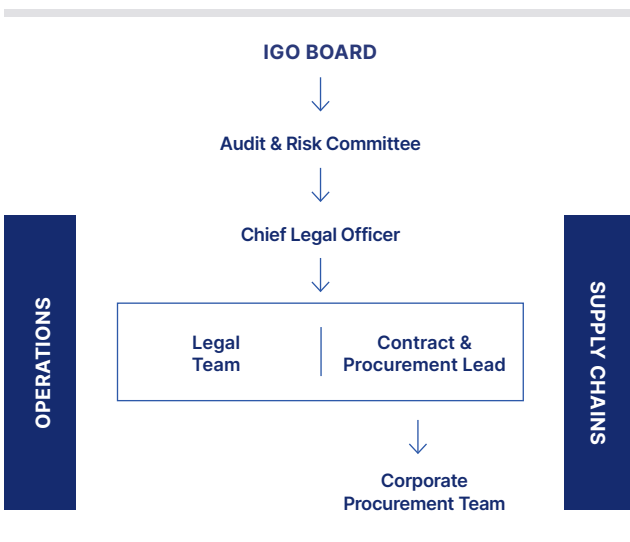 IGO BOARD
Audit & Risk Committee
Chief Legal Officer
OPERATIONS
Legal
Team
Contract &
Procurement Lead
SUPPLY CHAINS
Corporate
Procurement Team